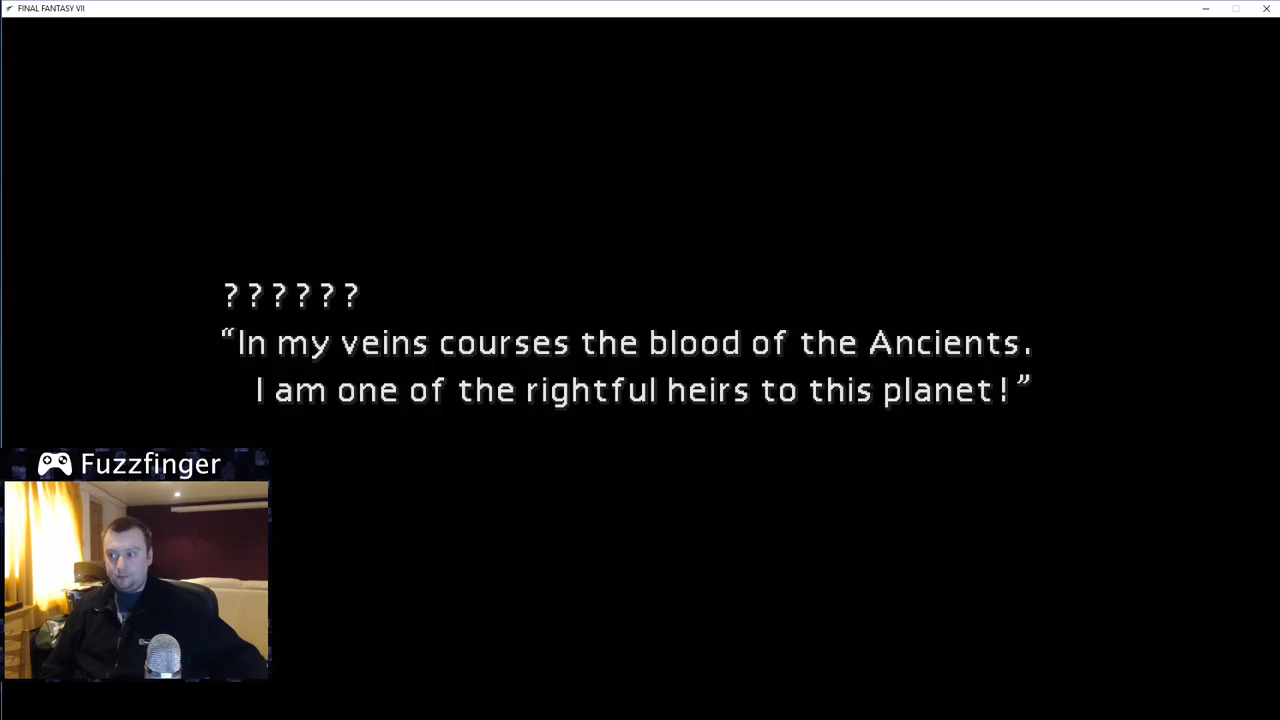 FINAL FANTASY VII
??????
“In my veins courses the blood of the Ancients.
I am one of the rightful heirs to this planet!”
Fuzzfinger